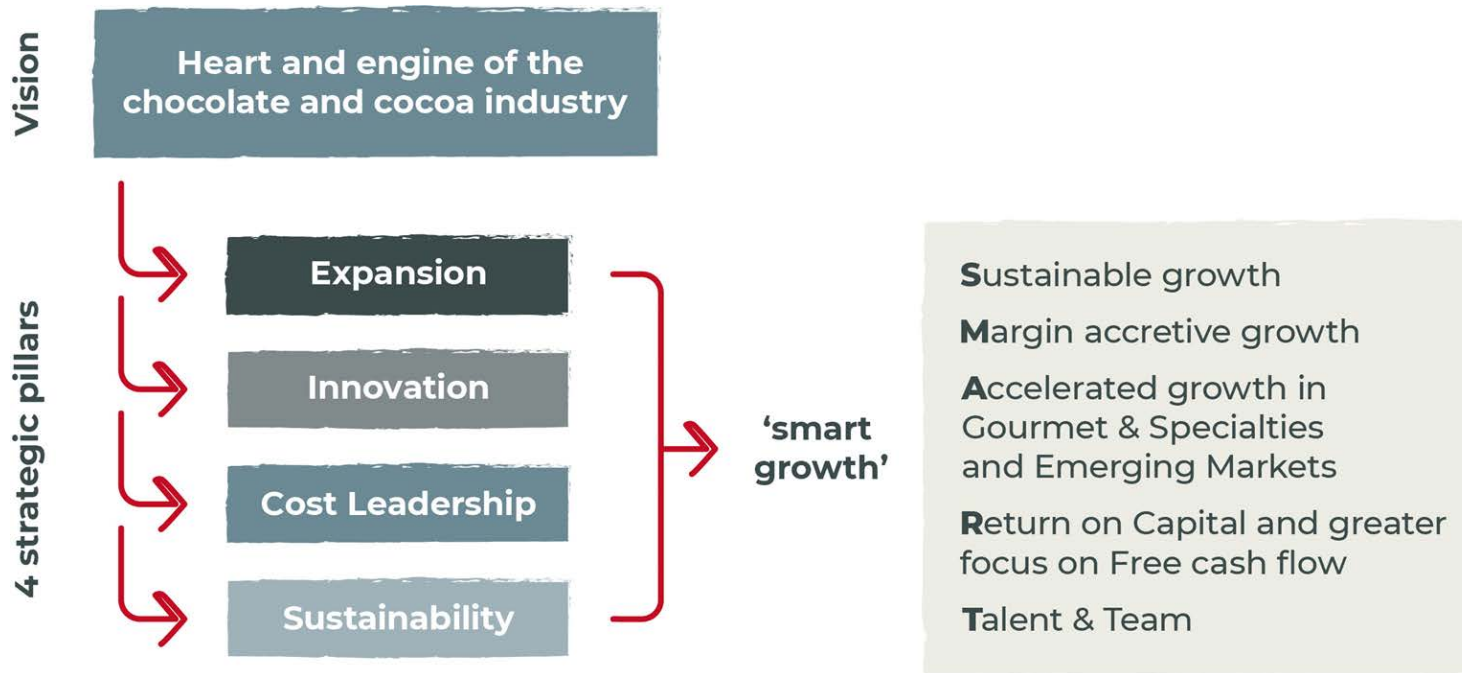 Vision
Heart and engine of the
chocolate and cocoa industry
4 strategic pillars
Expansion
Innovation
Cost Leadership
Sustainability
‘smart
growth’
Sustainable growth
Margin accretive growth
Accelerated growth in
Gourmet & Specialties
and Emerging Markets
Return on Capital and greater
focus on Free cash flow
Talent & Team